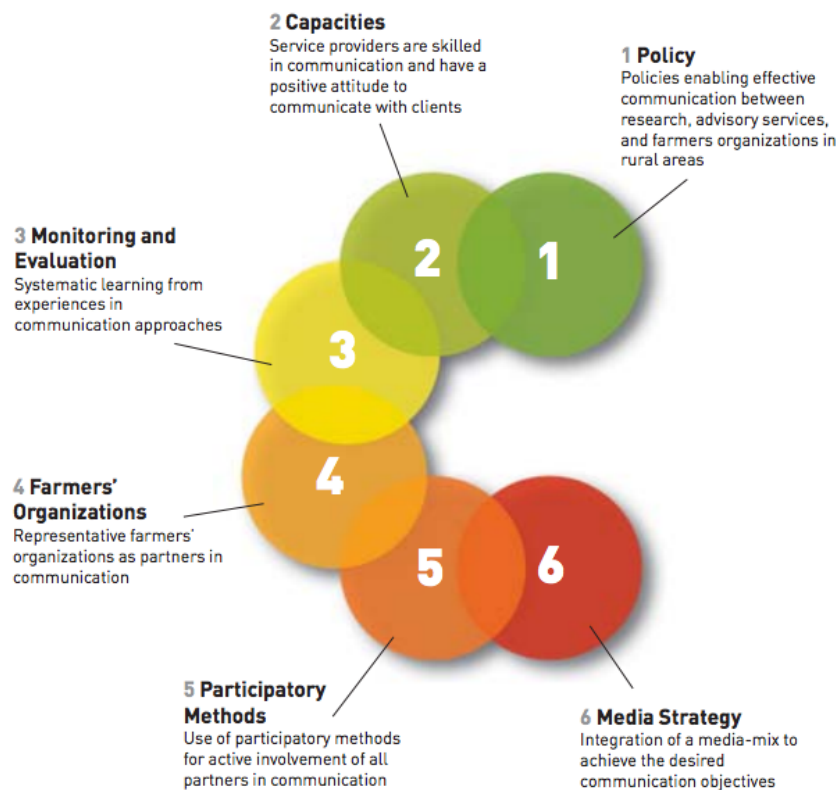 1 Policy
Policies enabling effective
communication between
research, advisory services,
and farmers organizations in
rural areas
2 Capacities
Service providers are skilled
in communication and have a
positive attitude to
communicate with clients
3 Monitoring and
Evaluation
Systematic learning from
experiences in
communication approaches
4 Farmers'
Organizations
Representative farmers'
organizations as partners in
communication
5 Participatory
Methods
Use of participatory methods
for active involvement of all
partners in communication
6 Media Strategy
Integration of a media-mix to
achieve the desired
communication objectives
1
2
3
4
5
6